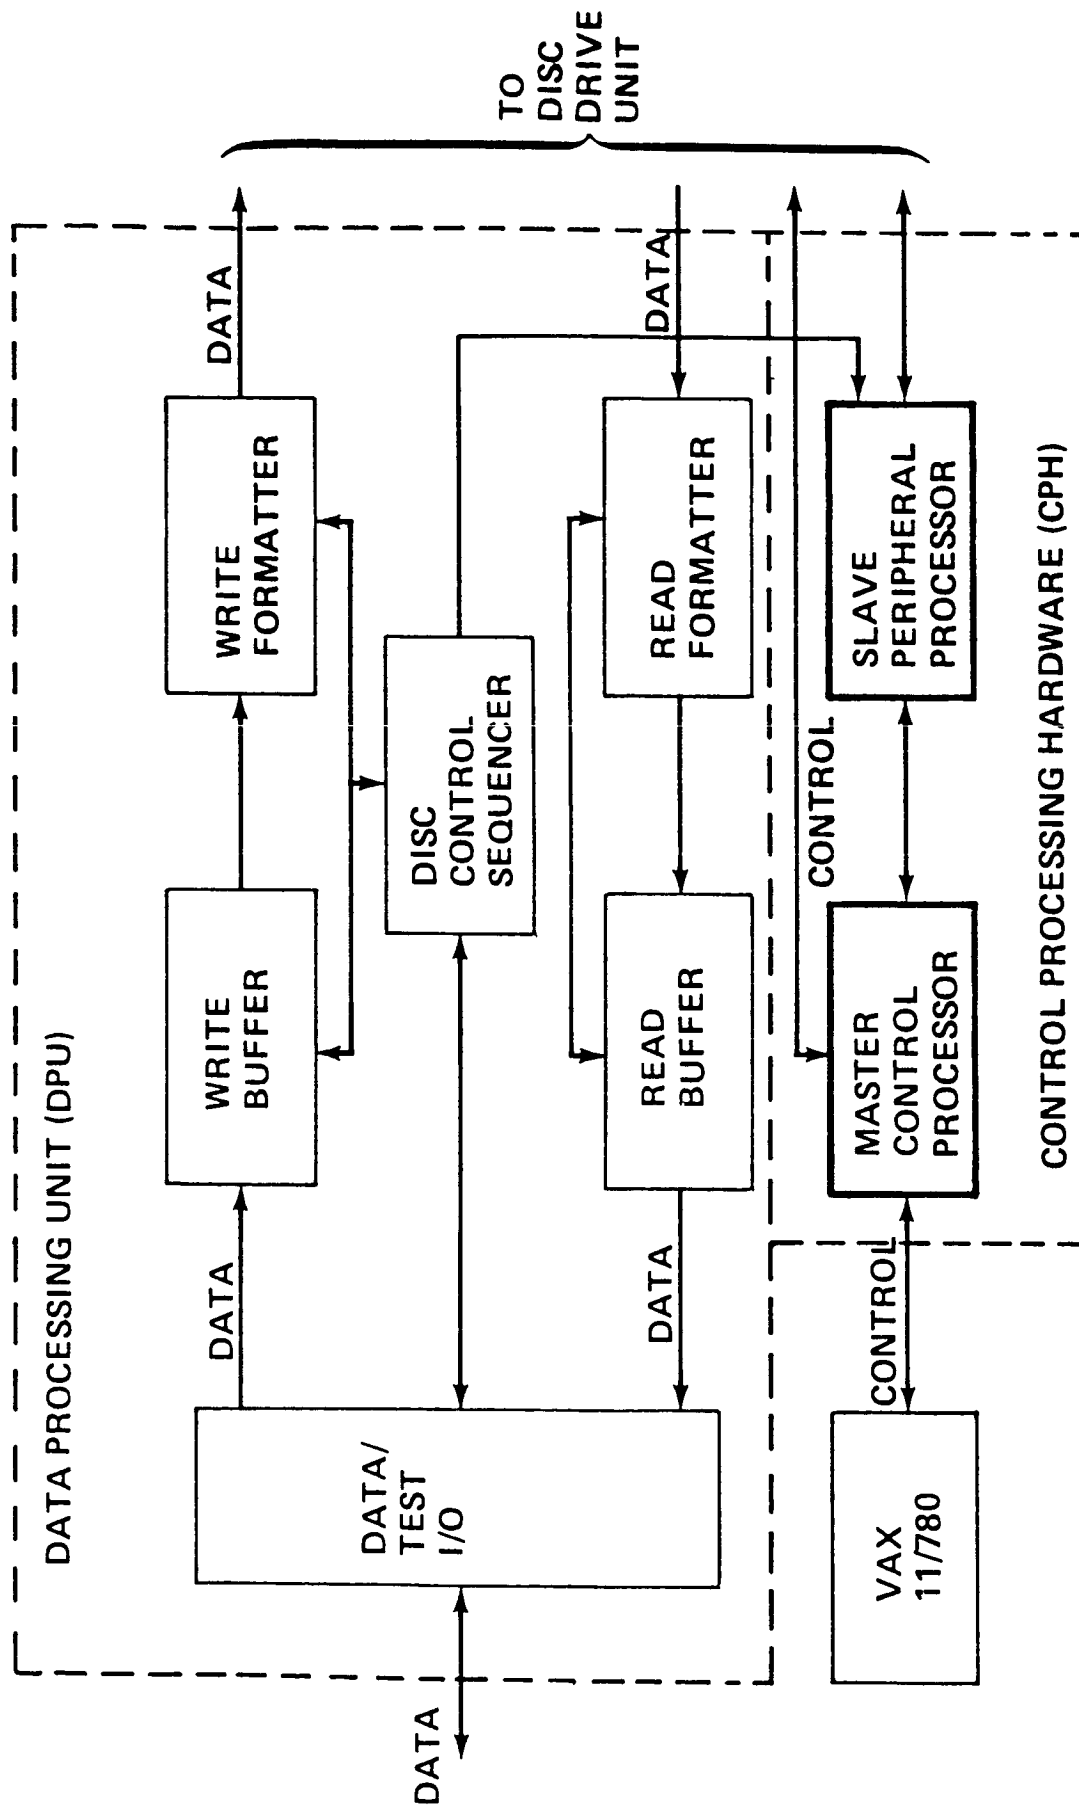 DATA PROCESSING UNIT (DPU)
DATA
DATA/
TEST
I/O
DATA
WRITE
BUFFER
WRITE
FORMATTER
DATA
TO
DISC
DRIVE
UNIT
DISC
CONTROL
SEQUENCER
DATA
READ
BUFFER
READ
FORMATTER
DATA
VAX
11/780
CONTROL
MASTER
CONTROL
PROCESSOR
CONTROL
SLAVE
PERIPHERAL
PROCESSOR
CONTROL PROCESSING HARDWARE (CPH)